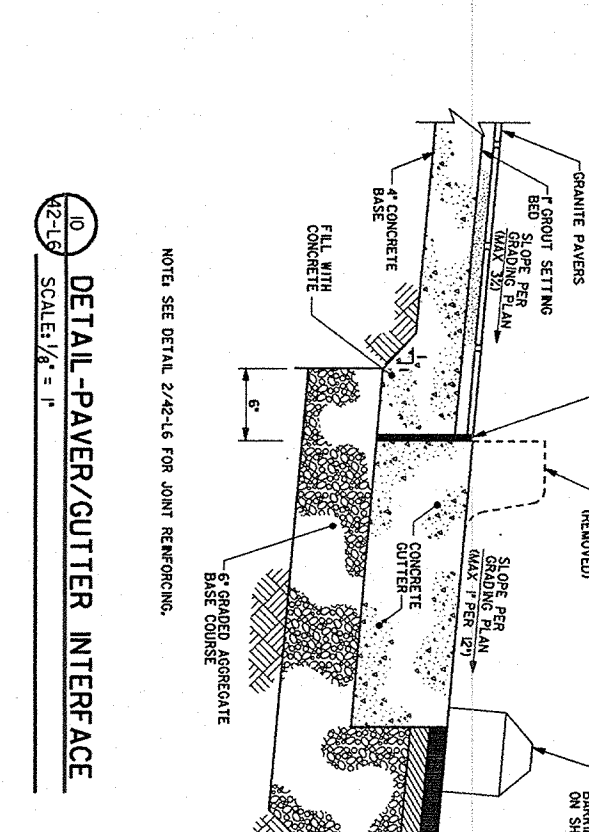 GRANITE PAVERS
1" GROUT SETTING
BED
SLOPE PER
GRADING PLAN
(MAX 3%)
4" CONCRETE
BASE
FILL WITH
CONCRETE
1
1
6"
(REMOVED)
CONCRETE
GUTTER
SLOPE PER
GRADING PLAN
(MAX 1" PER 12")
6" GRADED AGGREGATE
BASE COURSE
ON SH
NOTE: SEE DETAIL 2/42-L6 FOR JOINT REINFORCING.
10
42-L6
DETAIL-PAVER/GUTTER INTERFACE
SCALE: 1/8" = 1"